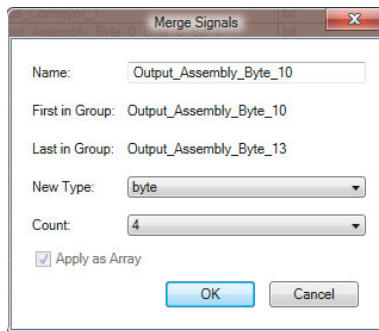 Merge Signals
Name: Output_Assembly_Byte_10
First in Group: Output_Assembly_Byte_10
Last in Group: Output_Assembly_Byte_13
New Type: byte
Count: 4
Apply as Array
OK Cancel